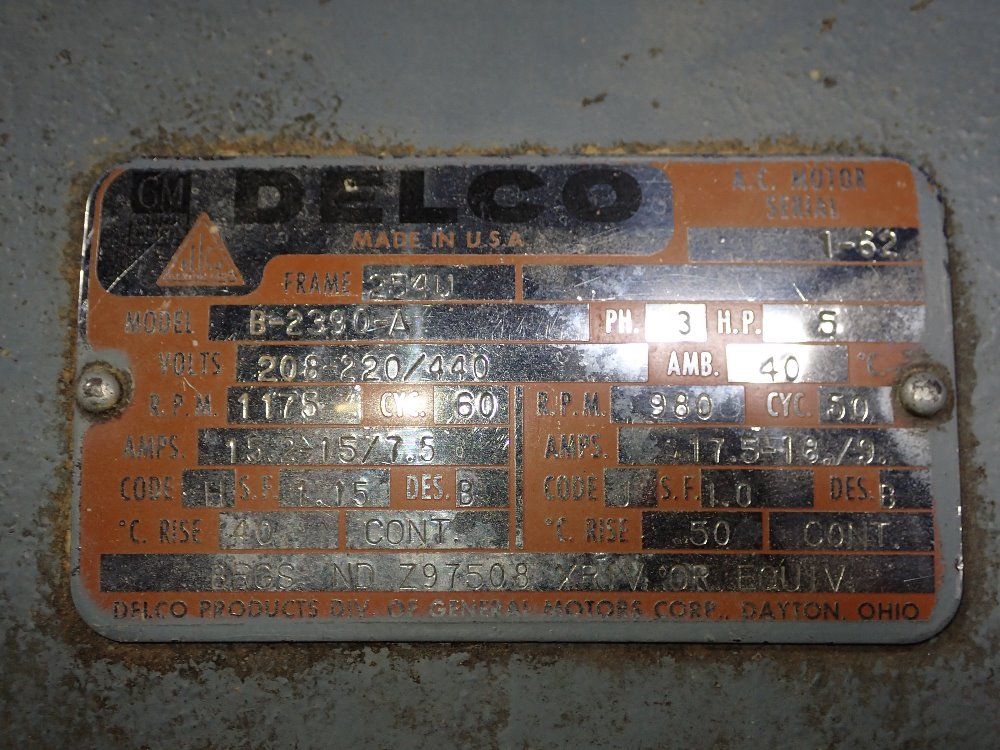 GM
DELCO
A.C. MOTOR
SERIAL
MADE IN U.S.A.
1-62
FRAME 254U
MODEL B-2390-A PH. 3 H.P. 5
VOLTS 208-220/440 AMB. 40 °C
R.P.M. 1175 CYC. 60 R.P.M. 980 CYC 50
AMPS. 15.2-15/7.5 AMPS. 17.5-18./9.
CODE H S.F. 1.15 DES. B CODE J S.F. 1.0 DES. B
°C. RISE 40 CONT. °C. RISE 50 CONT.
BRGS ND Z97508 OR EQUIV
DELCO PRODUCTS DIV. OF GENERAL MOTORS CORP., DAYTON, OHIO